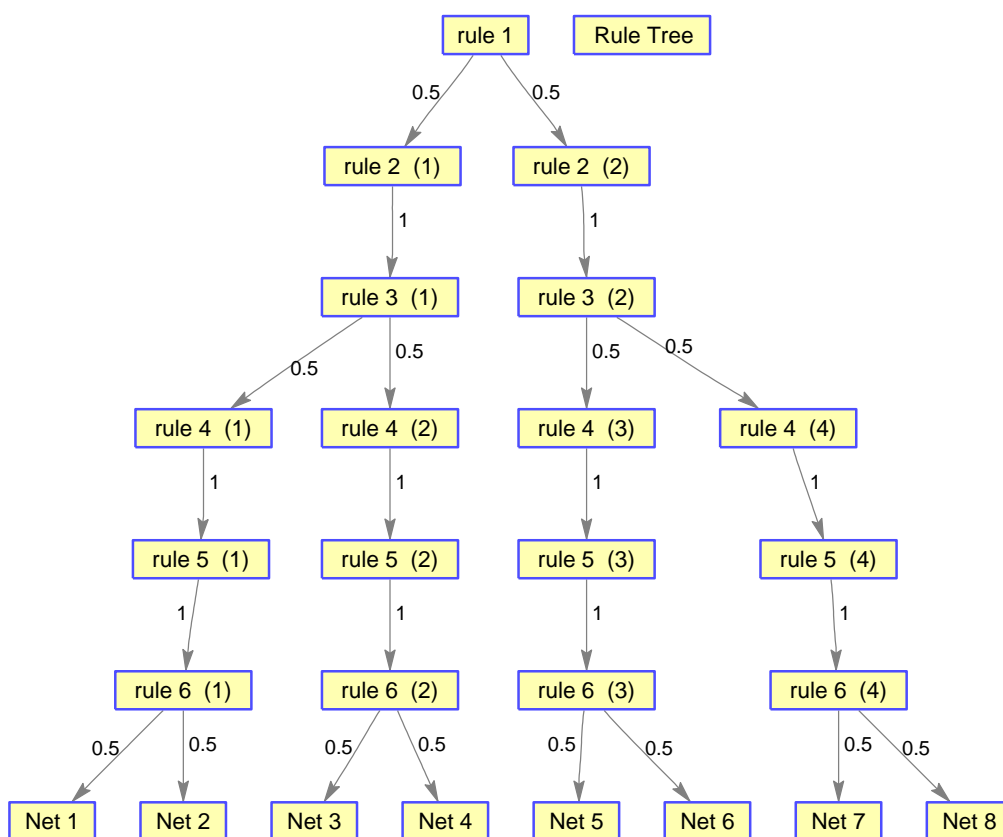 rule 1
Rule Tree
0.5
0.5
rule 2 (1)
rule 2 (2)
1
1
rule 3 (1)
rule 3 (2)
0.5
0.5
0.5
0.5
rule 4 (1)
rule 4 (2)
rule 4 (3)
rule 4 (4)
1
1
1
1
rule 5 (1)
rule 5 (2)
rule 5 (3)
rule 5 (4)
1
1
1
1
rule 6 (1)
rule 6 (2)
rule 6 (3)
rule 6 (4)
0.5
0.5
0.5
0.5
0.5
0.5
0.5
0.5
Net 1
Net 2
Net 3
Net 4
Net 5
Net 6
Net 7
Net 8